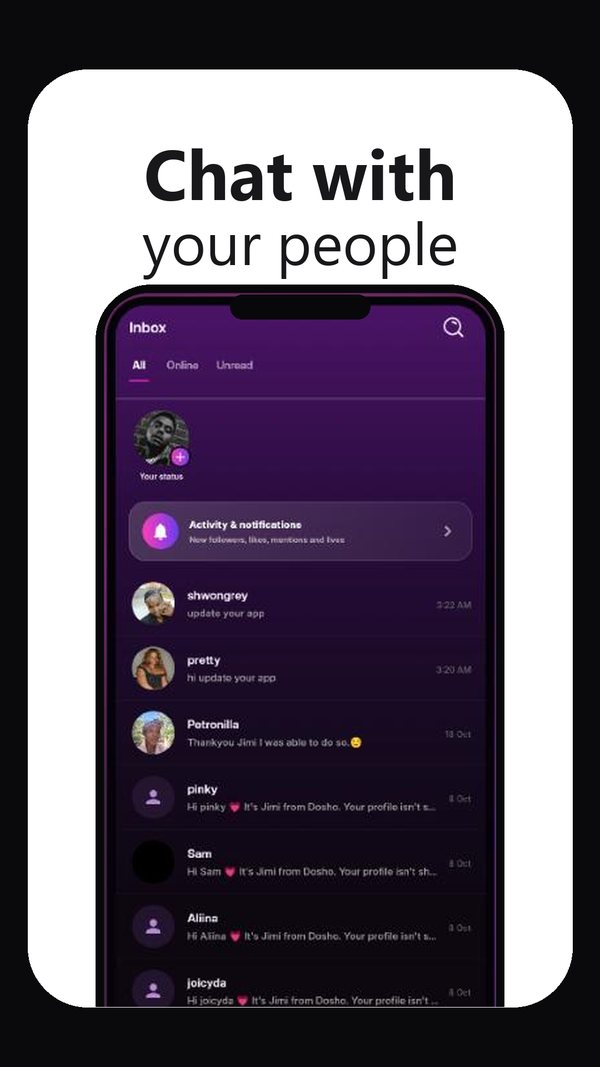 Chat with
your people
Inbox
All Online Unread
Your status
Activity & notifications
New followers, likes, mentions and lives
shwongrey
update your app 3:22 AM
pretty
hi update your app 3:20 AM
Petronilla
Thankyou Jimi I was able to do so.😊 18 Oct
pinky
Hi pinky 💗 It's Jimi from Dosho. Your profile isn't s... 8 Oct
Sam
Hi Sam 💗 It's Jimi from Dosho. Your profile isn't sh... 8 Oct
Aliina
Hi Aliina 💗 It's Jimi from Dosho. Your profile isn't s... 8 Oct
joicyda
Hi joicyda 💗 It's Jimi from Dosho. Your profile isn't ... 8 Oct